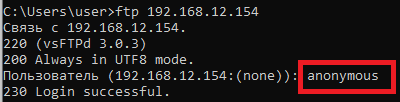 C:\Users\user>ftp 192.168.12.154
Связь с 192.168.12.154.
220 (vsFTPd 3.0.3)
200 Always in UTF8 mode.
Пользователь (192.168.12.154:(none)): anonymous
230 Login successful.